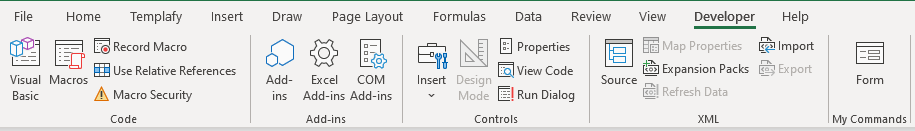 File Home Templafy Insert Draw Page Layout Formulas Data Review View Developer Help
Visual Basic
Macros
Record Macro
Use Relative References
Macro Security
Code
Add-ins
Excel Add-ins
COM Add-ins
Add-ins
Insert
Design Mode
Properties
View Code
Run Dialog
Controls
Source
Map Properties
Expansion Packs
Refresh Data
Import
Export
XML
Form
My Commands